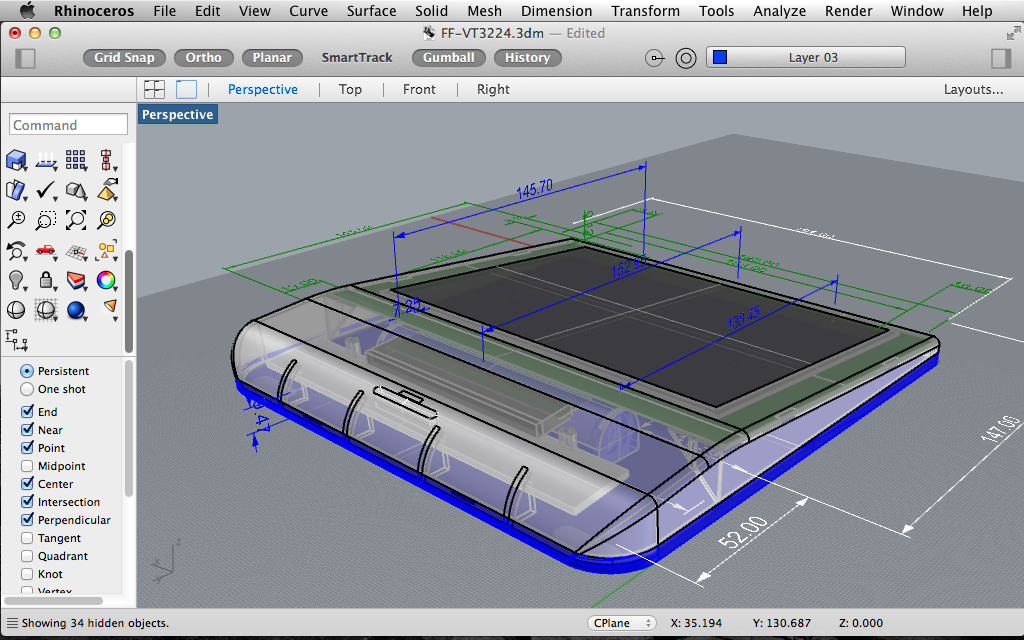 Rhinoceros File Edit View Curve Surface Solid Mesh Dimension Transform Tools Analyze Render Window Help
FF-VT3224.3dm — Edited
Grid Snap Ortho Planar SmartTrack Gumball History Layer 03
Perspective Top Front Right Layouts...
Perspective
Command
145.70
7.25
138.45
147.00
52.00
Persistent
One shot
End
Near
Point
Midpoint
Center
Intersection
Perpendicular
Tangent
Quadrant
Knot
Vertex
Showing 34 hidden objects. CPlane X: 35.194 Y: 130.687 Z: 0.000